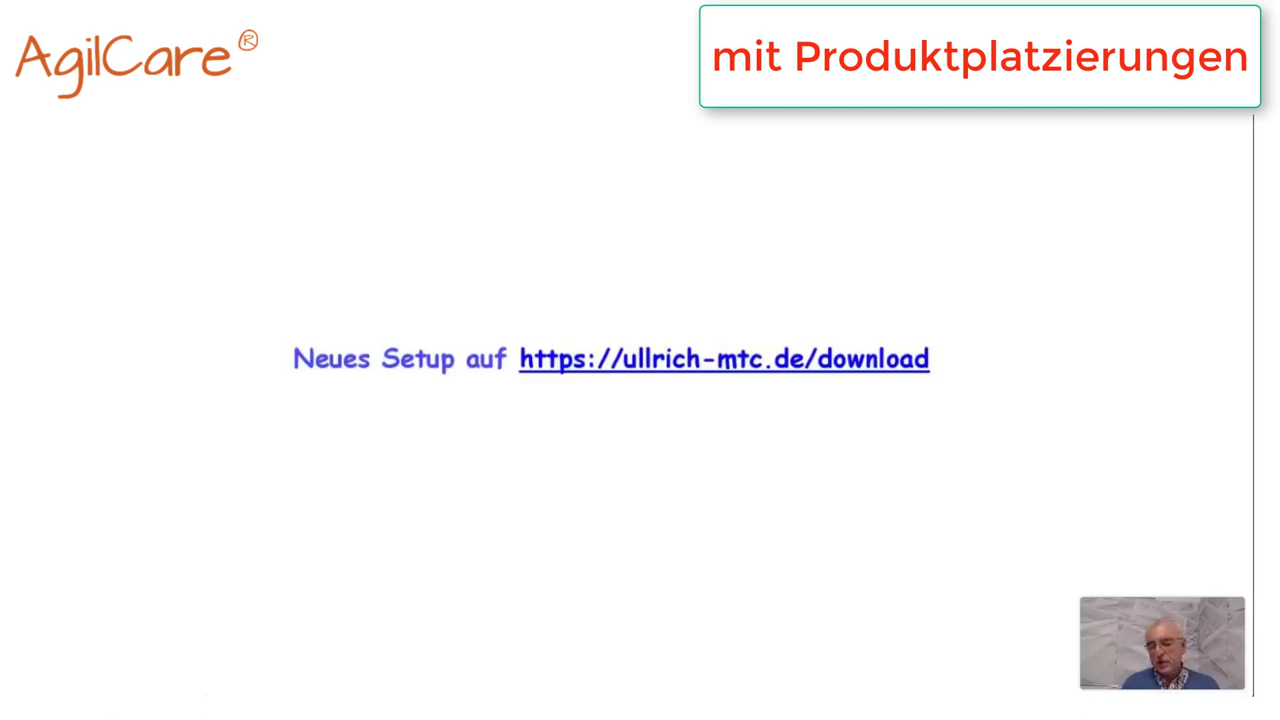 AgilCare®
mit Produktplatzierungen
Neues Setup auf https://ullrich-mtc.de/download